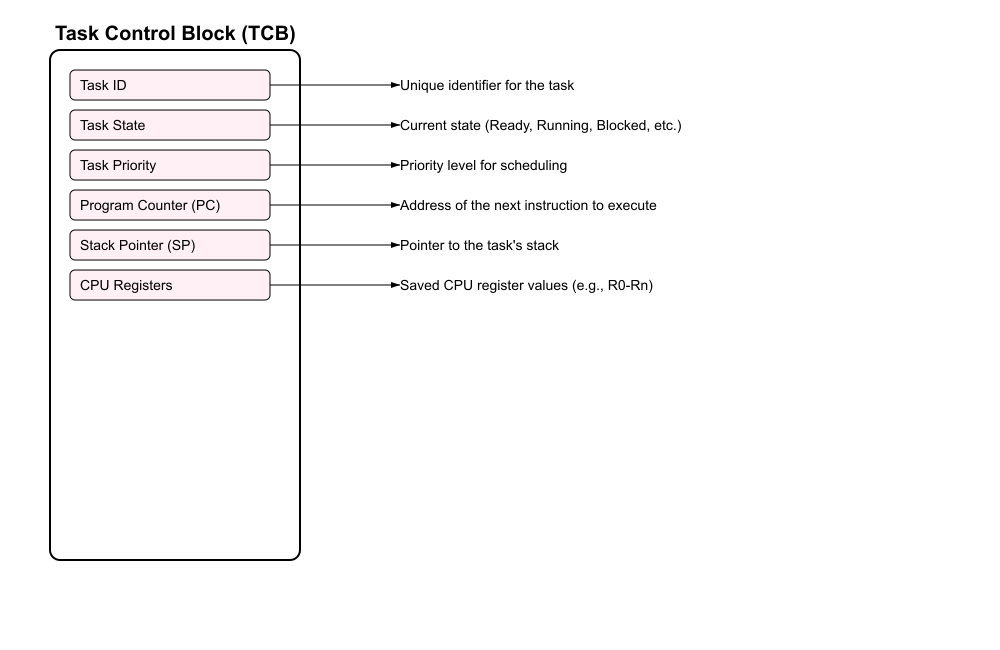 Task Control Block (TCB)
Task ID
Unique identifier for the task
Task State
Current state (Ready, Running, Blocked, etc.)
Task Priority
Priority level for scheduling
Program Counter (PC)
Address of the next instruction to execute
Stack Pointer (SP)
Pointer to the task's stack
CPU Registers
Saved CPU register values (e.g., R0-Rn)